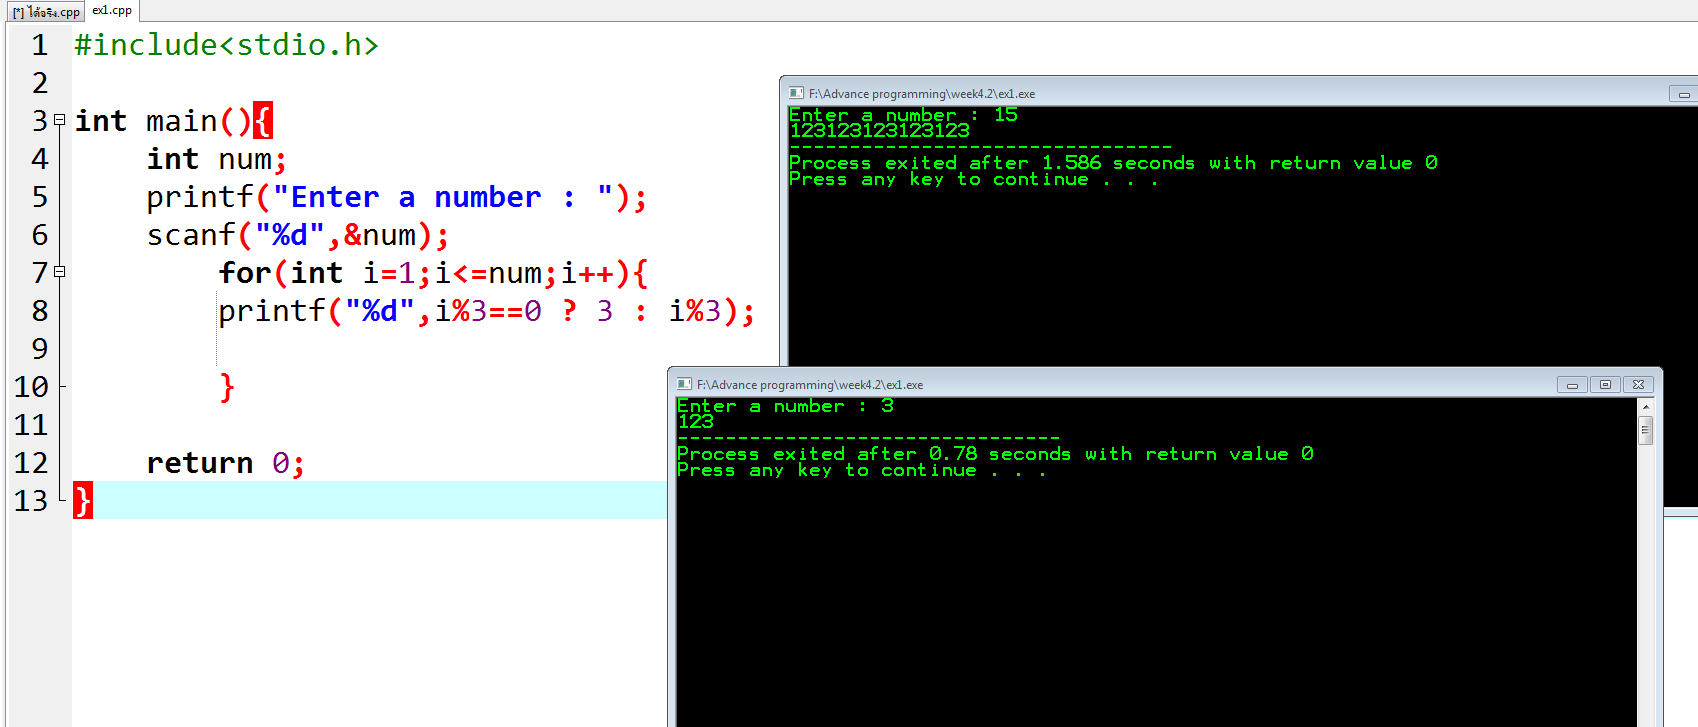 [*] ได้จริง.cpp ex1.cpp
1 #include<stdio.h>
2
3 int main(){
4 int num;
5 printf("Enter a number : ");
6 scanf("%d",&num);
7 for(int i=1;i<=num;i++){
8 printf("%d",i%3==0 ? 3 : i%3);
9
10 }
11
12 return 0;
13 }
F:\Advance programming\week4.2\ex1.exe
Enter a number : 15
123123123123123
--------------------------------
Process exited after 1.586 seconds with return value 0
Press any key to continue . . .
F:\Advance programming\week4.2\ex1.exe
Enter a number : 3
123
--------------------------------
Process exited after 0.78 seconds with return value 0
Press any key to continue . . .